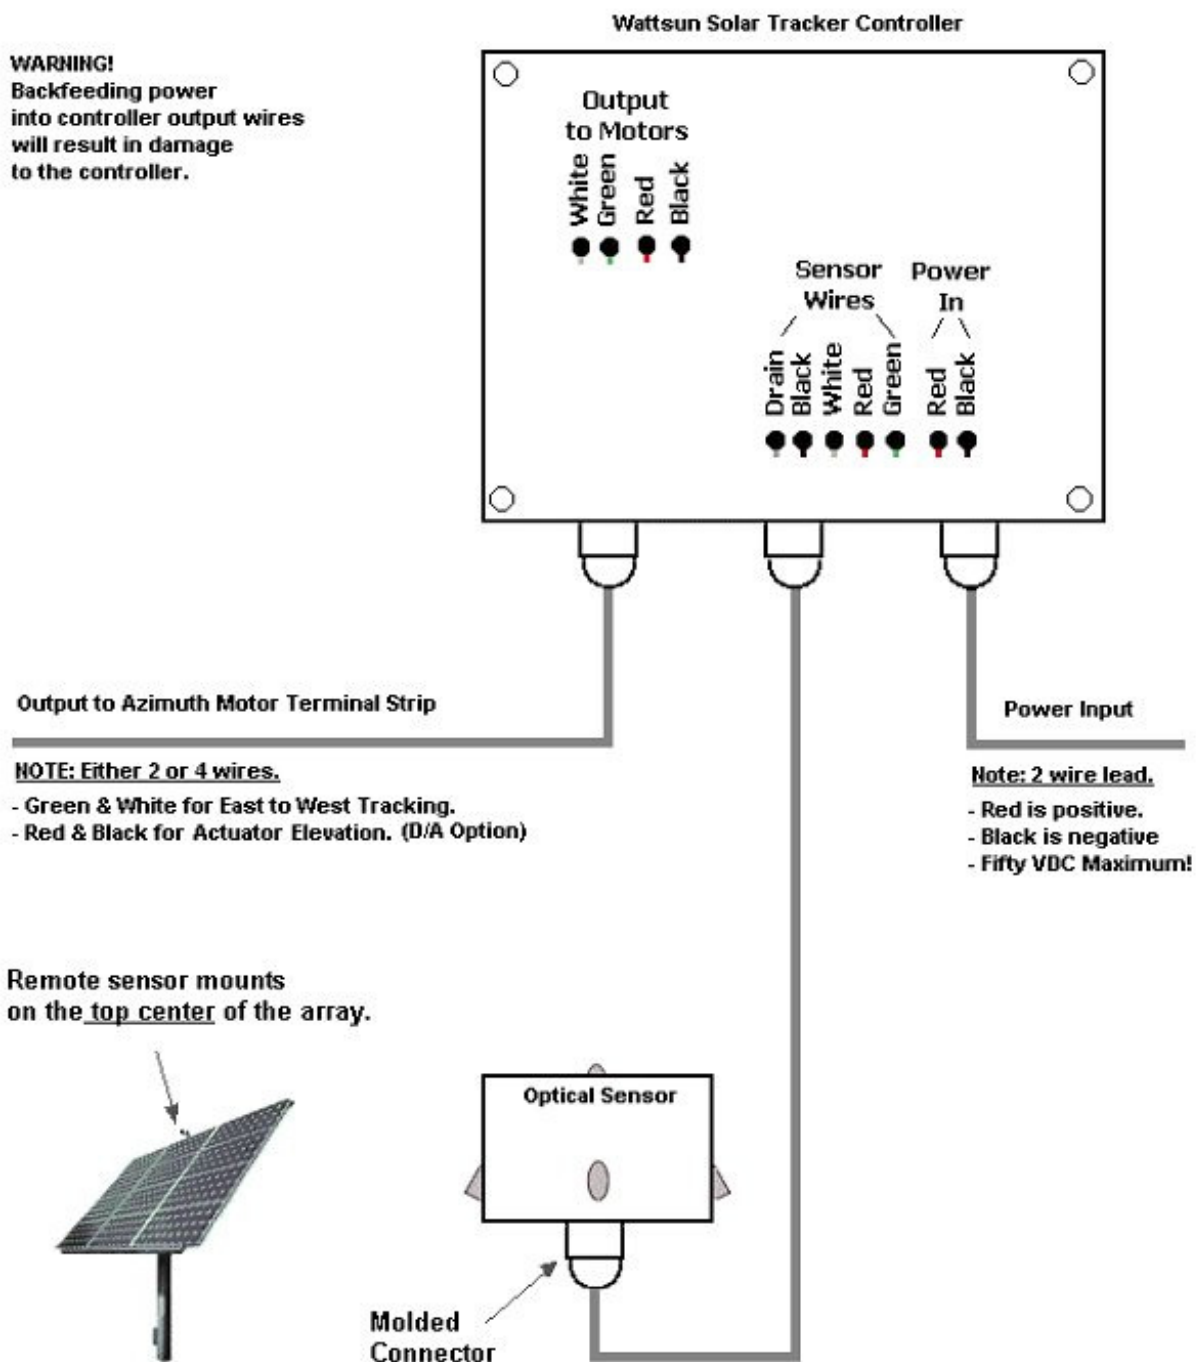 Wattsun Solar Tracker Controller
WARNING!
Backfeeding power
into controller output wires
will result in damage
to the controller.
Output
to Motors
White
Green
Red
Black
Sensor
Wires
Power
In
Drain
Black
White
Red
Green
Red
Black
Output to Azimuth Motor Terminal Strip
NOTE: Either 2 or 4 wires.
- Green & White for East to West Tracking.
- Red & Black for Actuator Elevation. (D/A Option)
Power Input
Note: 2 wire lead.
- Red is positive.
- Black is negative
- Fifty VDC Maximum!
Remote sensor mounts
on the top center of the array.
Optical Sensor
Molded
Connector